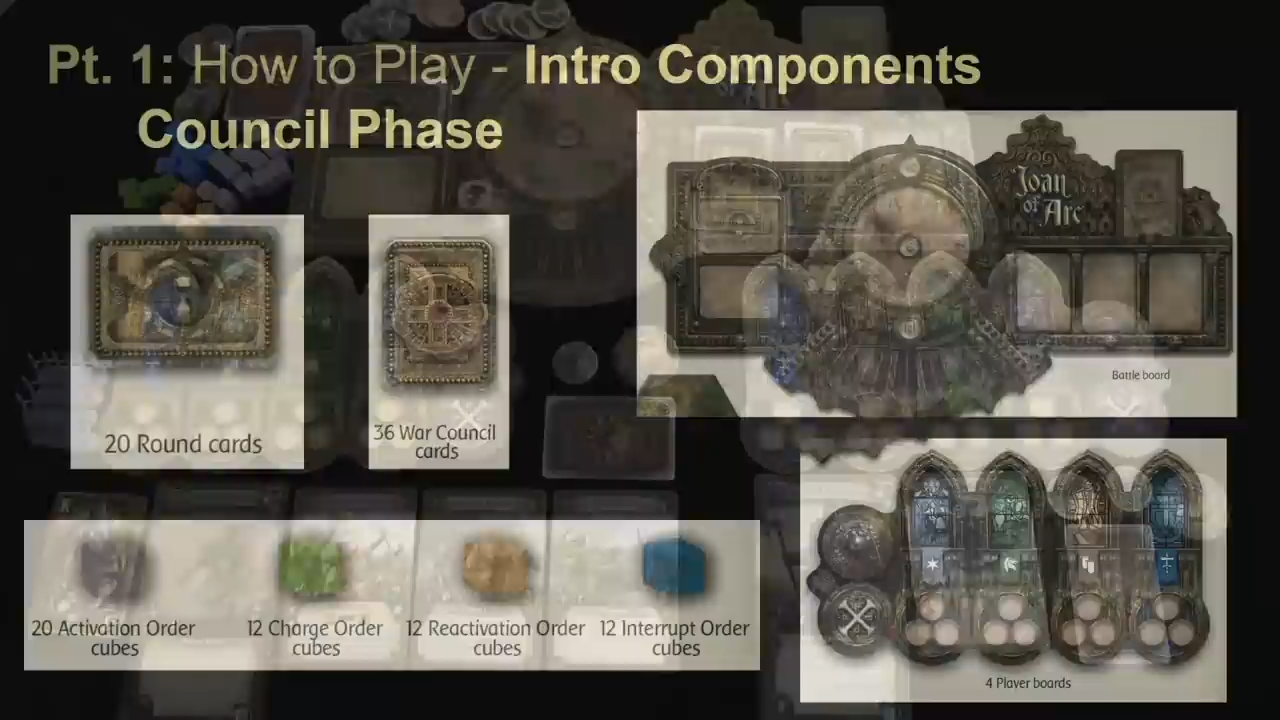 Pt. 1: How to Play - Intro Components
Council Phase
Joan
of Arc
Battle board
20 Round cards
36 War Council
cards
20 Activation Order
cubes
12 Charge Order
cubes
12 Reactivation Order
cubes
12 Interrupt Order
cubes
4 Player boards